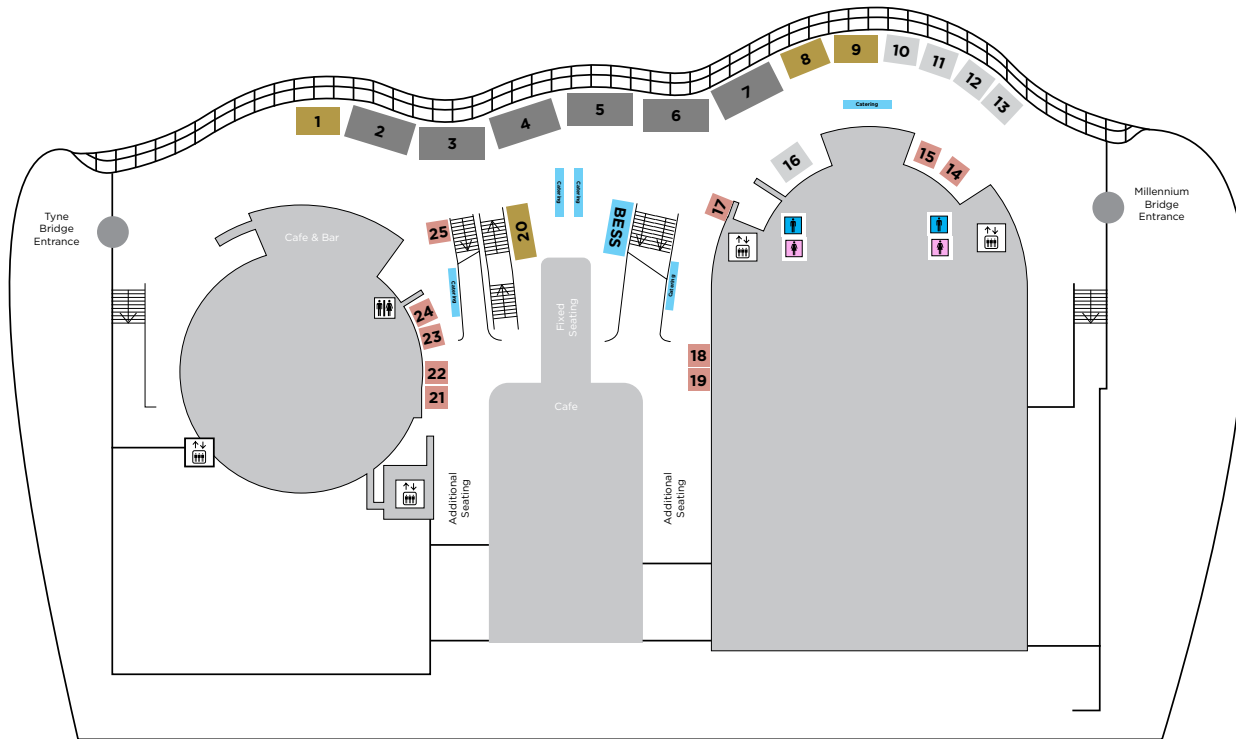 1
2
3
4
5
6
7
8
9
10
11
12
13
Catering
16
15
14
17
Tyne
Bridge
Entrance
Millennium
Bridge
Entrance
Cafe & Bar
25
20
Catering
Catering
BESS
Catering
Catering
24
23
22
21
Fixed
Seating
Cafe
18
19
Additional
Seating
Additional
Seating